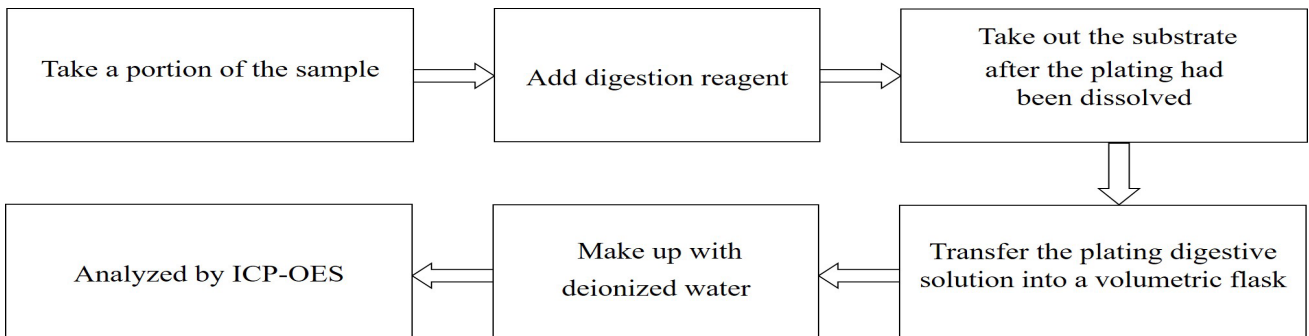 Take a portion of the sample
Add digestion reagent
Take out the substrate
after the plating had
been dissolved
Transfer the plating digestive
solution into a volumetric flask
Make up with
deionized water
Analyzed by ICP-OES